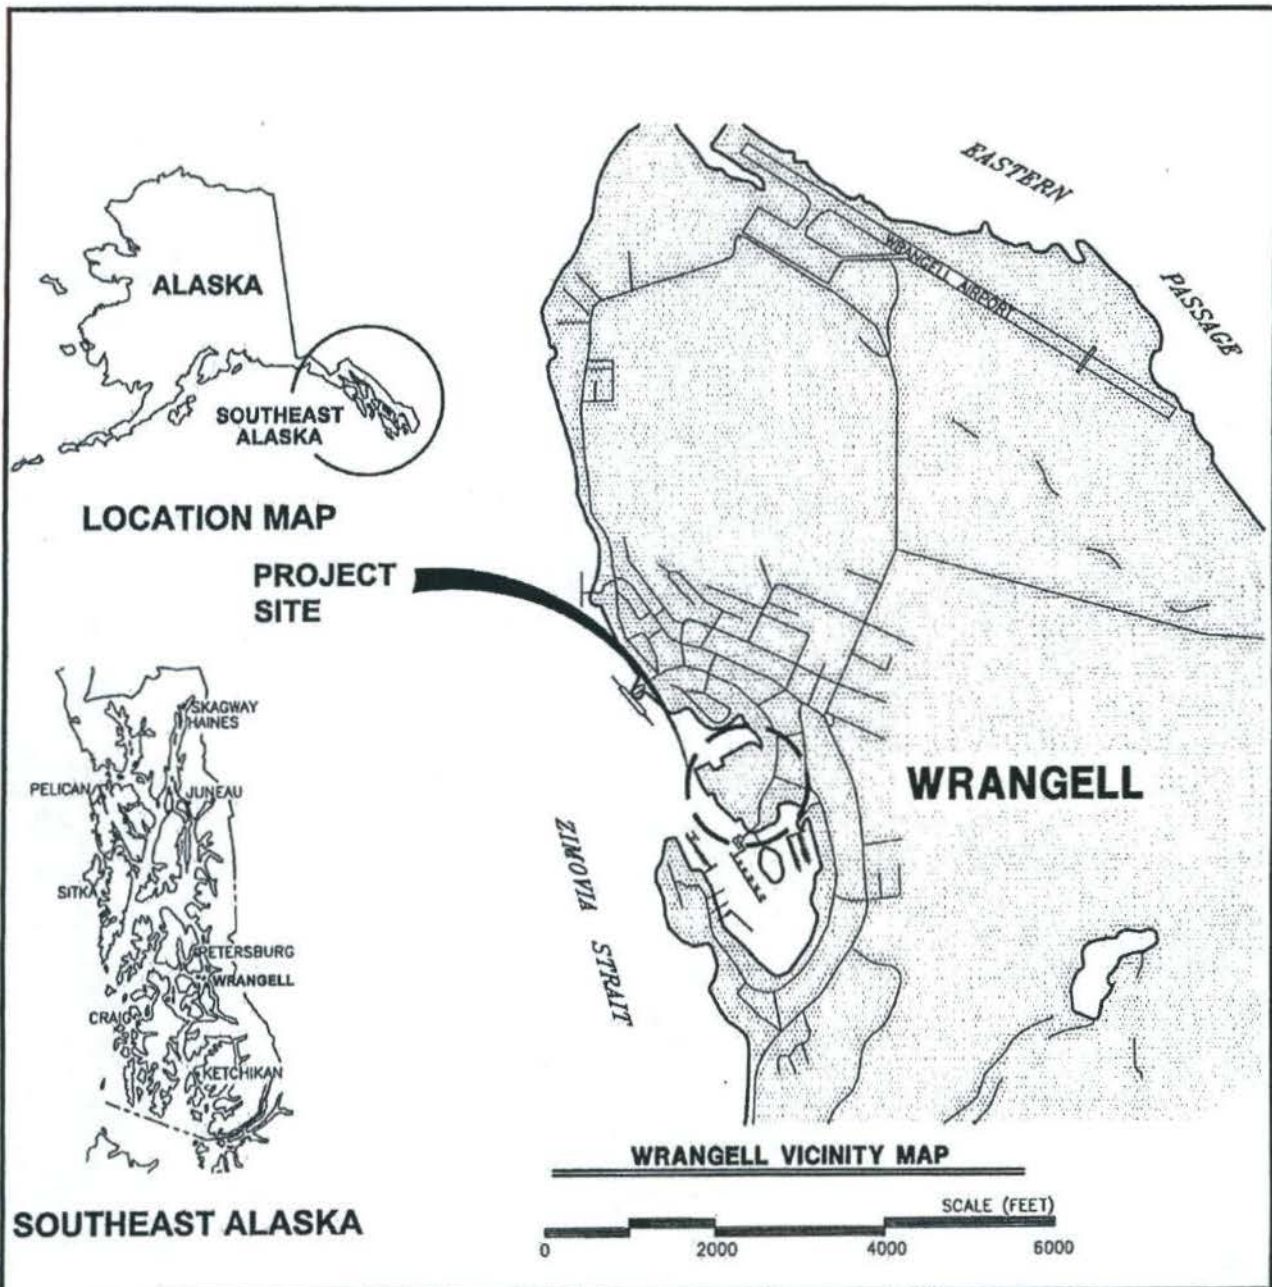 ALASKA
SOUTHEAST
ALASKA
LOCATION MAP
PROJECT
SITE
SKAGWAY
HAINES
PELICAN
JUNEAU
SITKA
PETERSBURG
WRANGELL
CRAIG
KETCHIKAN
SOUTHEAST ALASKA
EASTERN
PASSAGE
WRANGELL AIRPORT
WRANGELL
ZIMOVIA
STRAIT
WRANGELL VICINITY MAP
SCALE (FEET)
0 2000 4000 6000